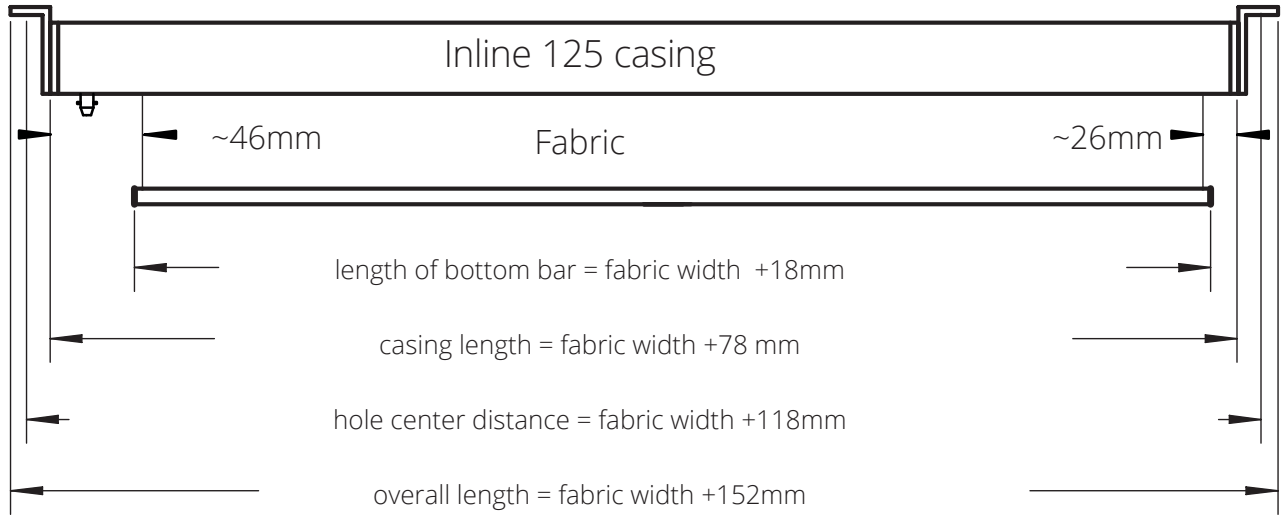 Inline 125 casing
~46mm
Fabric
~26mm
length of bottom bar = fabric width +18mm
casing length = fabric width +78 mm
hole center distance = fabric width +118mm
overall length = fabric width +152mm